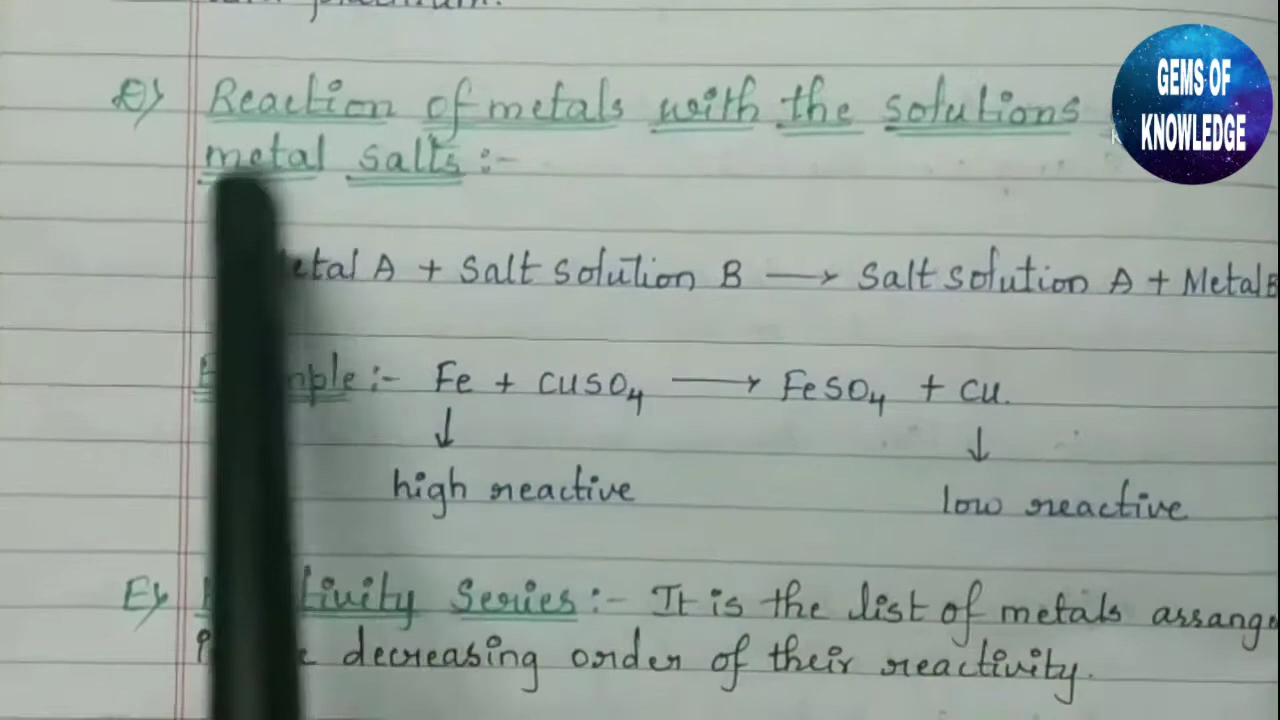 GEMS OF
KNOWLEDGE
Reaction of metals with the solutions
metal salts :-
etal A + Salt solution B → Salt solution A + Metal B
mple :- Fe + CuSO4 → FeSO4 + Cu.
↓ ↓
high reactive low reactive
E) tivity Series :- It is the list of metals assange
decreasing order of their reactivity.